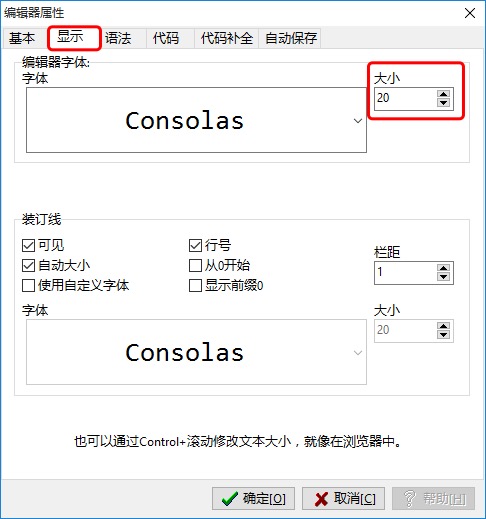 编辑器属性
基本 显示 语法 代码 代码补全 自动保存
编辑器字体:
字体 大小
Consolas 20
装订线
可见 行号
自动大小 从0开始 栏距
使用自定义字体 显示前缀0 1
字体 大小
Consolas 20
也可以通过Control+滚动修改文本大小，就像在浏览器中。
确定[O] 取消[C] 帮助[H]